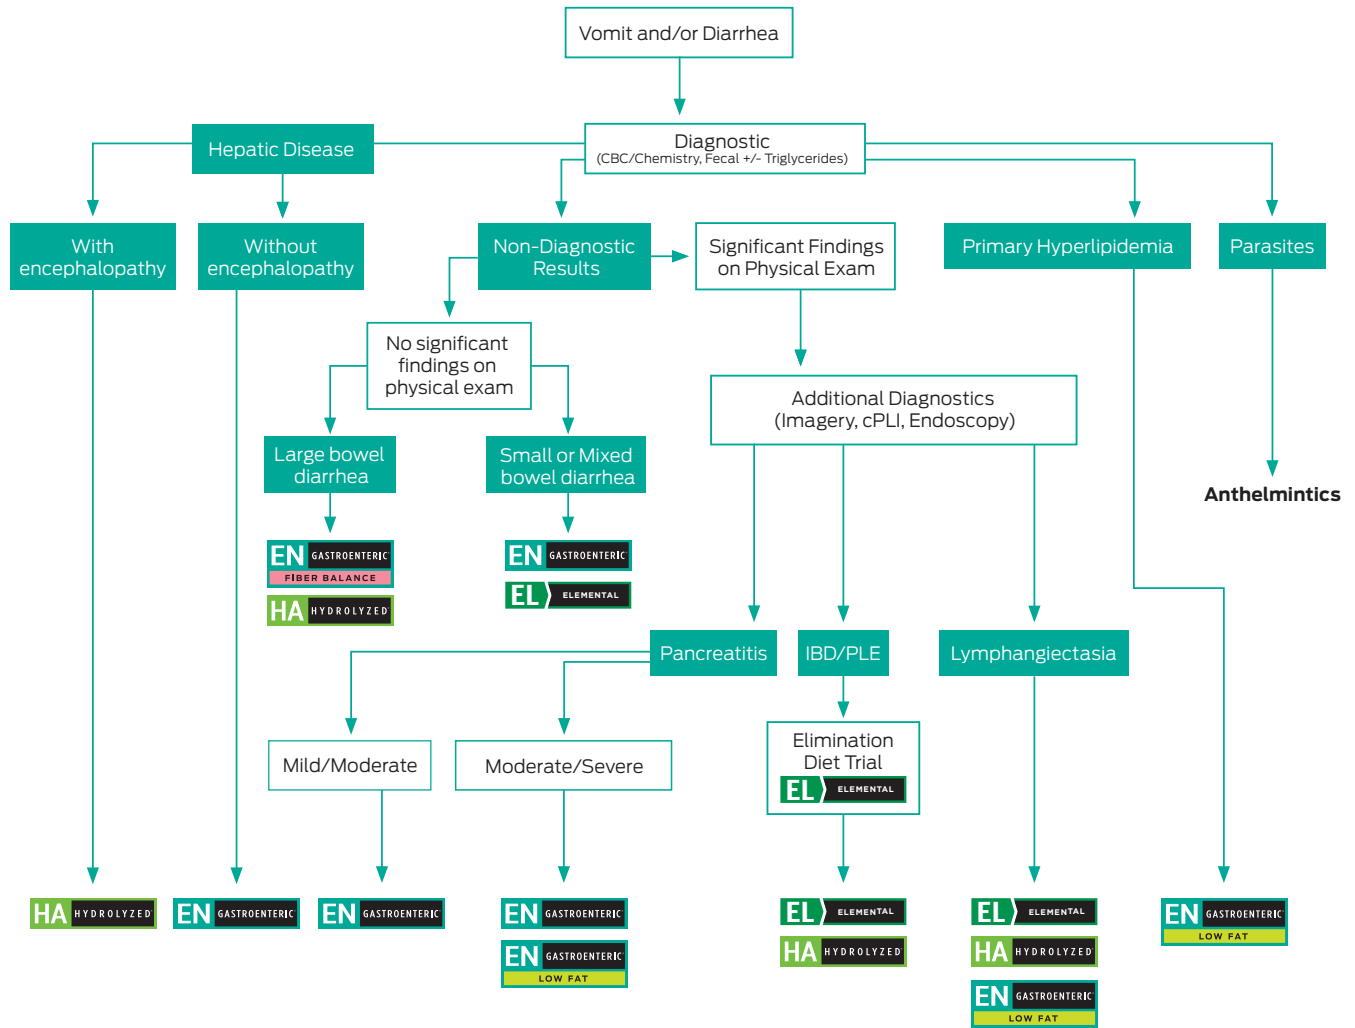 Vomit and/or Diarrhea
Diagnostic
(CBC/Chemistry, Fecal +/- Triglycerides)
Hepatic Disease
With
encephalopathy
Without
encephalopathy
Non-Diagnostic
Results
Significant Findings
on Physical Exam
Primary Hyperlipidemia
Parasites
No significant
findings on
physical exam
Additional Diagnostics
(Imagery, cPLI, Endoscopy)
Large bowel
diarrhea
Small or Mixed
bowel diarrhea
Anthelmintics
EN GASTROENTERIC
FIBER BALANCE
HA HYDROLYZED
EN GASTROENTERIC
EL ELEMENTAL
Pancreatitis
IBD/PLE
Lymphangiectasia
Mild/Moderate
Moderate/Severe
Elimination
Diet Trial
EL ELEMENTAL
HA HYDROLYZED
EN GASTROENTERIC
EN GASTROENTERIC
EN GASTROENTERIC
EN GASTROENTERIC
LOW FAT
EL ELEMENTAL
HA HYDROLYZED
EL ELEMENTAL
HA HYDROLYZED
EN GASTROENTERIC
LOW FAT
EN GASTROENTERIC
LOW FAT